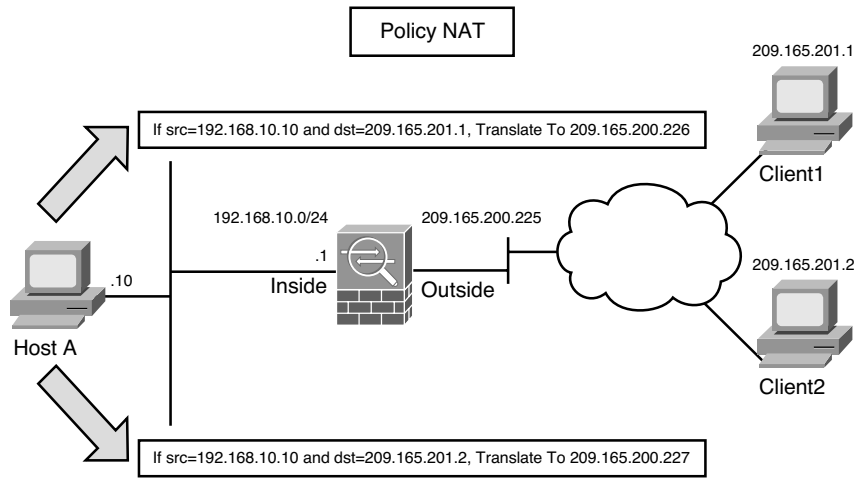 Policy NAT
209.165.201.1
If src=192.168.10.10 and dst=209.165.201.1, Translate To 209.165.200.226
Client1
192.168.10.0/24
209.165.200.225
.1
209.165.201.2
.10
Inside
Outside
Host A
Client2
If src=192.168.10.10 and dst=209.165.201.2, Translate To 209.165.200.227